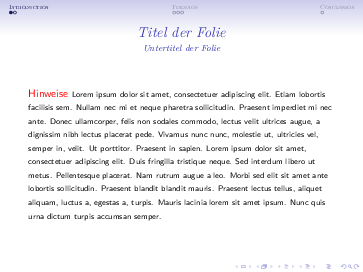 Introduction Theorie Conclusion
Titel der Folie
Untertitel der Folie
Hinweise Lorem ipsum dolor sit amet, consectetuer adipiscing elit. Etiam lobortis
facilisis sem. Nullam nec mi et neque pharetra sollicitudin. Praesent imperdiet mi nec
ante. Donec ullamcorper, felis non sodales commodo, lectus velit ultrices augue, a
dignissim nibh lectus placerat pede. Vivamus nunc nunc, molestie ut, ultricies vel,
semper in, velit. Ut porttitor. Praesent in sapien. Lorem ipsum dolor sit amet,
consectetuer adipiscing elit. Duis fringilla tristique neque. Sed interdum libero ut
metus. Pellentesque placerat. Nam rutrum augue a leo. Morbi sed elit sit amet ante
lobortis sollicitudin. Praesent blandit blandit mauris. Praesent lectus tellus, aliquet
aliquam, luctus a, egestas a, turpis. Mauris lacinia lorem sit amet ipsum. Nunc quis
urna dictum turpis accumsan semper.